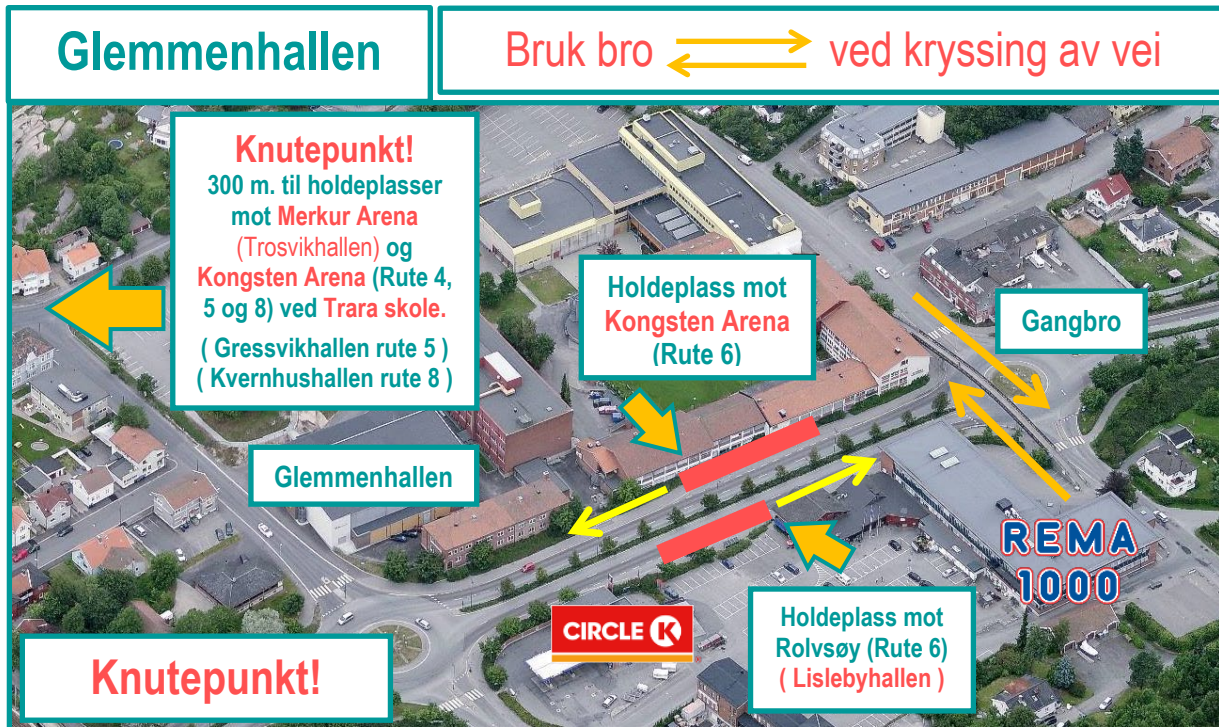 Glemmenhallen
Bruk bro ved kryssing av vei
Knutepunkt!
300 m. til holdeplasser
mot Merkur Arena
(Trosvikhallen) og
Kongsten Arena (Rute 4,
5 og 8) ved Trara skole.
( Gressvikhallen rute 5 )
( Kvernhushallen rute 8 )
Holdeplass mot
Kongsten Arena
(Rute 6)
Gangbro
Glemmenhallen
REMA
1000
CIRCLE K
Holdeplass mot
Rolvsøy (Rute 6)
( Lislebyhallen )
Knutepunkt!